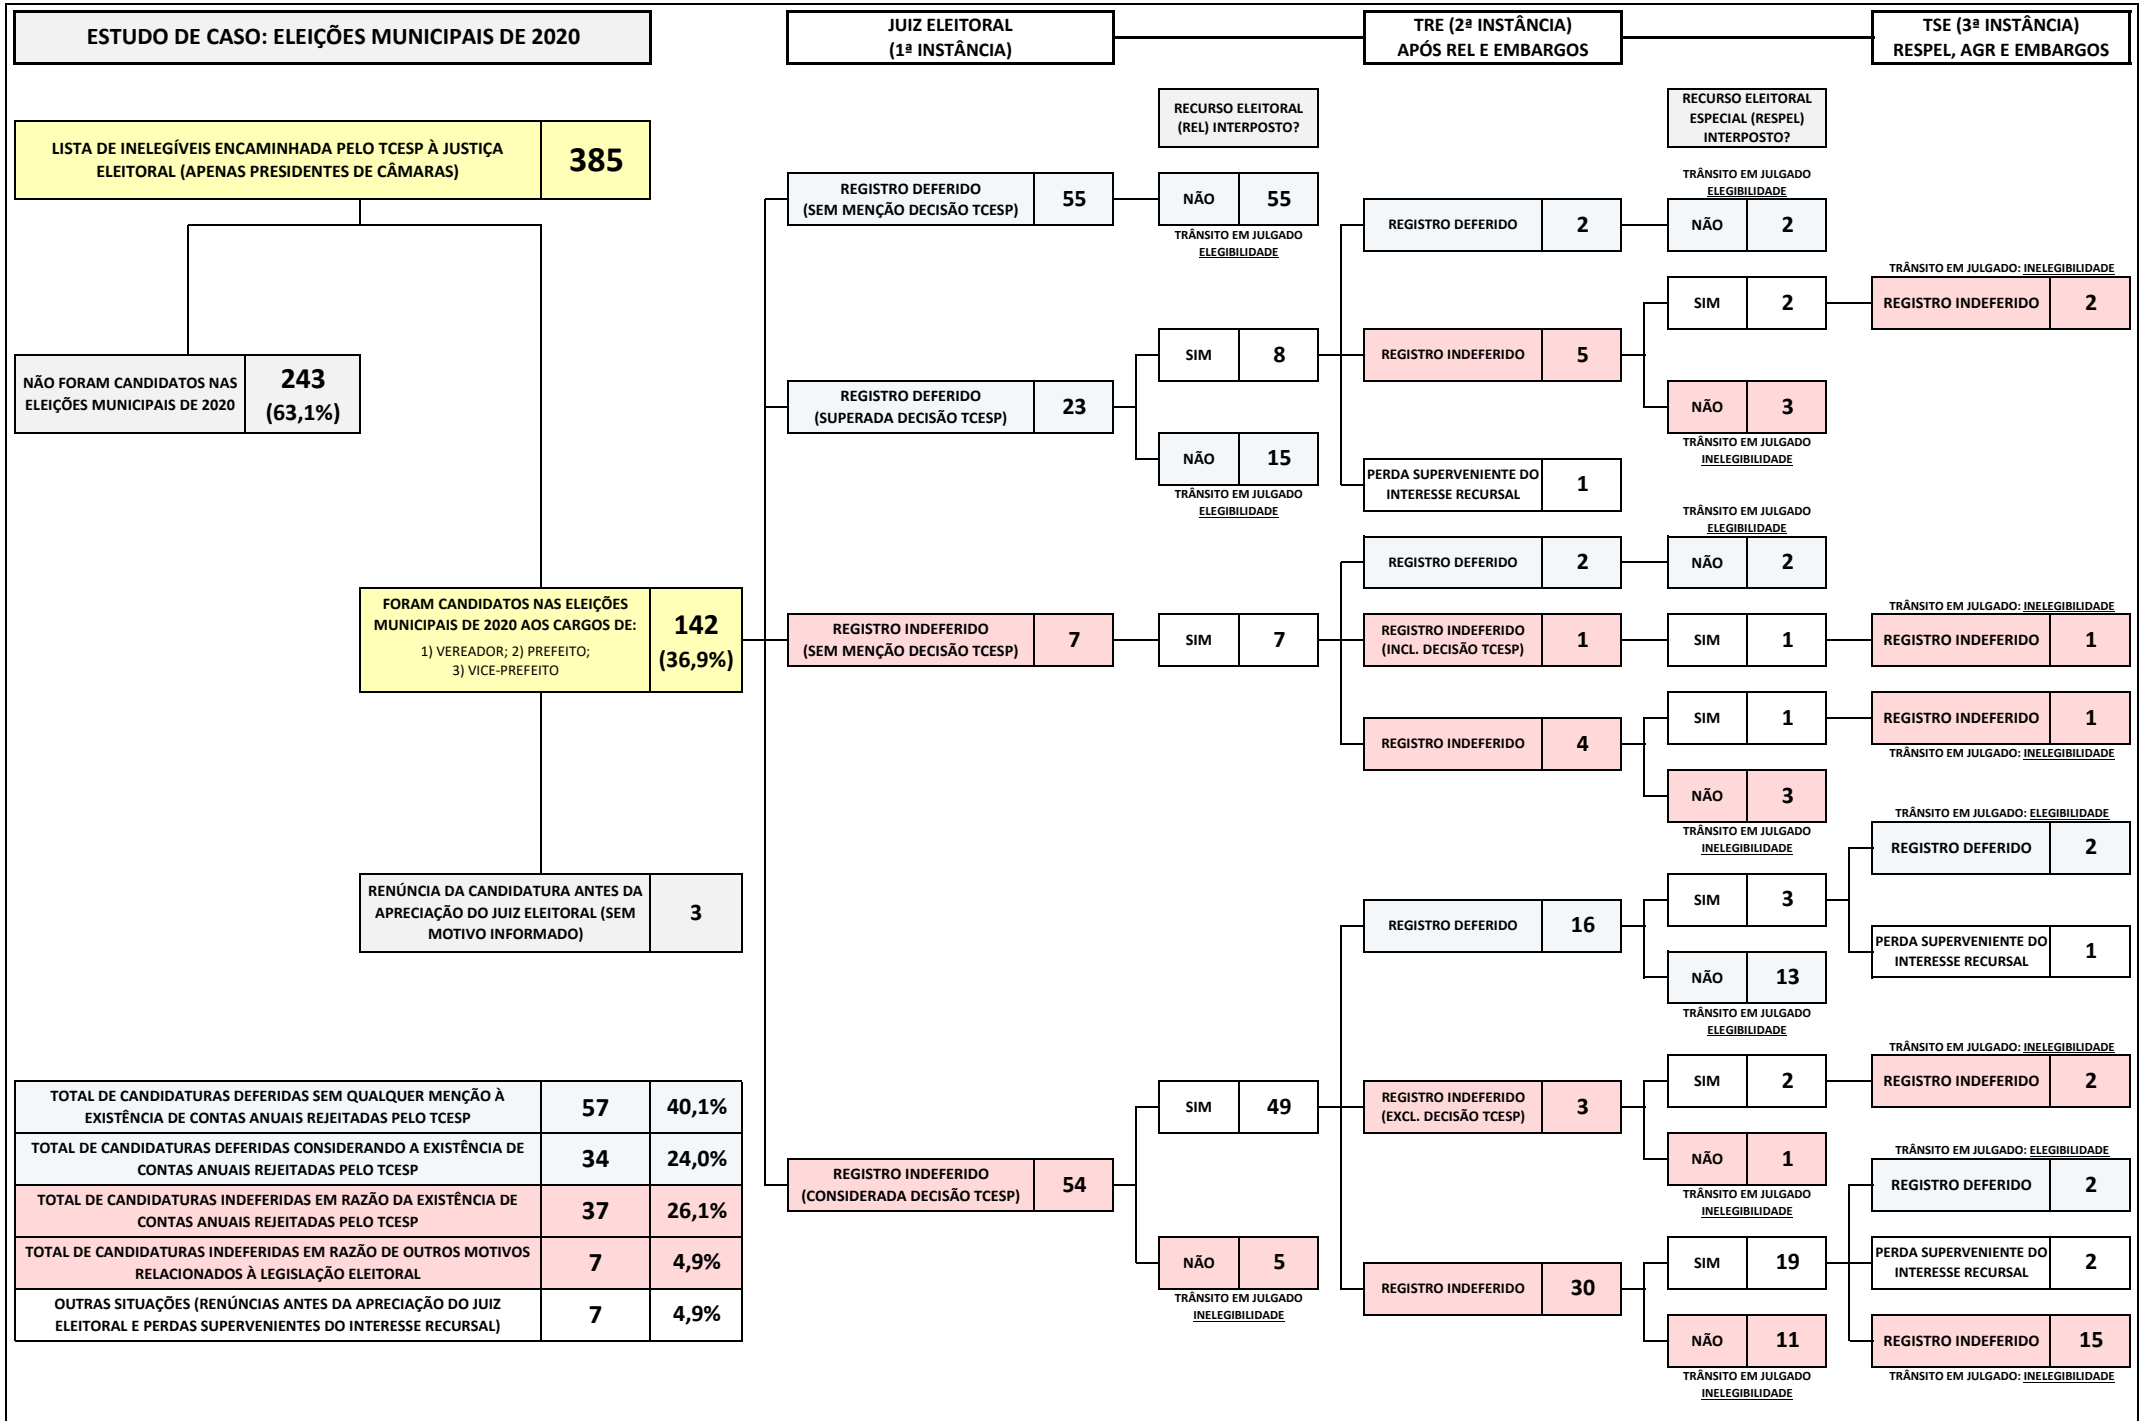 ESTUDO DE CASO: ELEIÇÕES MUNICIPAIS DE 2020
JUIZ ELEITORAL
(1ª INSTÂNCIA)
TRE (2ª INSTÂNCIA)
APÓS REL E EMBARGOS
TSE (3ª INSTÂNCIA)
RESPEL, AGR E EMBARGOS
LISTA DE INELEGÍVEIS ENCAMINHADA PELO TCESP À JUSTIÇA
ELEITORAL (APENAS PRESIDENTES DE CÂMARAS)
385
NÃO FORAM CANDIDATOS NAS
ELEIÇÕES MUNICIPAIS DE 2020
243
(63,1%)
FORAM CANDIDATOS NAS ELEIÇÕES
MUNICIPAIS DE 2020 AOS CARGOS DE:
1) VEREADOR; 2) PREFEITO;
3) VICE-PREFEITO
142
(36,9%)
RENÚNCIA DA CANDIDATURA ANTES DA
APRECIAÇÃO DO JUIZ ELEITORAL (SEM
MOTIVO INFORMADO)
3
TOTAL DE CANDIDATURAS DEFERIDAS SEM QUALQUER MENÇÃO À
EXISTÊNCIA DE CONTAS ANUAIS REJEITADAS PELO TCESP
57
40,1%
TOTAL DE CANDIDATURAS DEFERIDAS CONSIDERANDO A EXISTÊNCIA DE
CONTAS ANUAIS REJEITADAS PELO TCESP
34
24,0%
TOTAL DE CANDIDATURAS INDEFERIDAS EM RAZÃO DA EXISTÊNCIA DE
CONTAS ANUAIS REJEITADAS PELO TCESP
37
26,1%
TOTAL DE CANDIDATURAS INDEFERIDAS EM RAZÃO DE OUTROS MOTIVOS
RELACIONADOS À LEGISLAÇÃO ELEITORAL
7
4,9%
OUTRAS SITUAÇÕES (RENÚNCIAS ANTES DA APRECIAÇÃO DO JUIZ
ELEITORAL E PERDAS SUPERVENIENTES DO INTERESSE RECURSAL)
7
4,9%
REGISTRO DEFERIDO
(SEM MENÇÃO DECISÃO TCESP)
55
REGISTRO DEFERIDO
(SUPERADA DECISÃO TCESP)
23
REGISTRO INDEFERIDO
(SEM MENÇÃO DECISÃO TCESP)
7
REGISTRO INDEFERIDO
(CONSIDERADA DECISÃO TCESP)
54
RECURSO ELEITORAL
(REL) INTERPOSTO?
NÃO
55
TRÂNSITO EM JULGADO
ELEGIBILIDADE
SIM
8
NÃO
15
TRÂNSITO EM JULGADO
ELEGIBILIDADE
SIM
7
SIM
49
NÃO
5
TRÂNSITO EM JULGADO
INELEGIBILIDADE
REGISTRO DEFERIDO
2
REGISTRO INDEFERIDO
5
PERDA SUPERVENIENTE DO
INTERESSE RECURSAL
1
REGISTRO DEFERIDO
2
REGISTRO INDEFERIDO
(INCL. DECISÃO TCESP)
1
REGISTRO INDEFERIDO
4
REGISTRO DEFERIDO
16
REGISTRO INDEFERIDO
(EXCL. DECISÃO TCESP)
3
REGISTRO INDEFERIDO
30
RECURSO ELEITORAL
ESPECIAL (RESPEL)
INTERPOSTO?
TRÂNSITO EM JULGADO
ELEGIBILIDADE
NÃO
2
SIM
2
NÃO
3
TRÂNSITO EM JULGADO
INELEGIBILIDADE
TRÂNSITO EM JULGADO
ELEGIBILIDADE
NÃO
2
SIM
1
SIM
1
NÃO
3
TRÂNSITO EM JULGADO
INELEGIBILIDADE
SIM
3
NÃO
13
TRÂNSITO EM JULGADO
ELEGIBILIDADE
SIM
2
NÃO
1
TRÂNSITO EM JULGADO
INELEGIBILIDADE
SIM
19
NÃO
11
TRÂNSITO EM JULGADO
INELEGIBILIDADE
TRÂNSITO EM JULGADO: INELEGIBILIDADE
REGISTRO INDEFERIDO
2
TRÂNSITO EM JULGADO: INELEGIBILIDADE
REGISTRO INDEFERIDO
1
REGISTRO INDEFERIDO
1
TRÂNSITO EM JULGADO: INELEGIBILIDADE
TRÂNSITO EM JULGADO: ELEGIBILIDADE
REGISTRO DEFERIDO
2
PERDA SUPERVENIENTE DO
INTERESSE RECURSAL
1
TRÂNSITO EM JULGADO: INELEGIBILIDADE
REGISTRO INDEFERIDO
2
TRÂNSITO EM JULGADO: ELEGIBILIDADE
REGISTRO DEFERIDO
2
PERDA SUPERVENIENTE DO
INTERESSE RECURSAL
2
REGISTRO INDEFERIDO
15
TRÂNSITO EM JULGADO: INELEGIBILIDADE